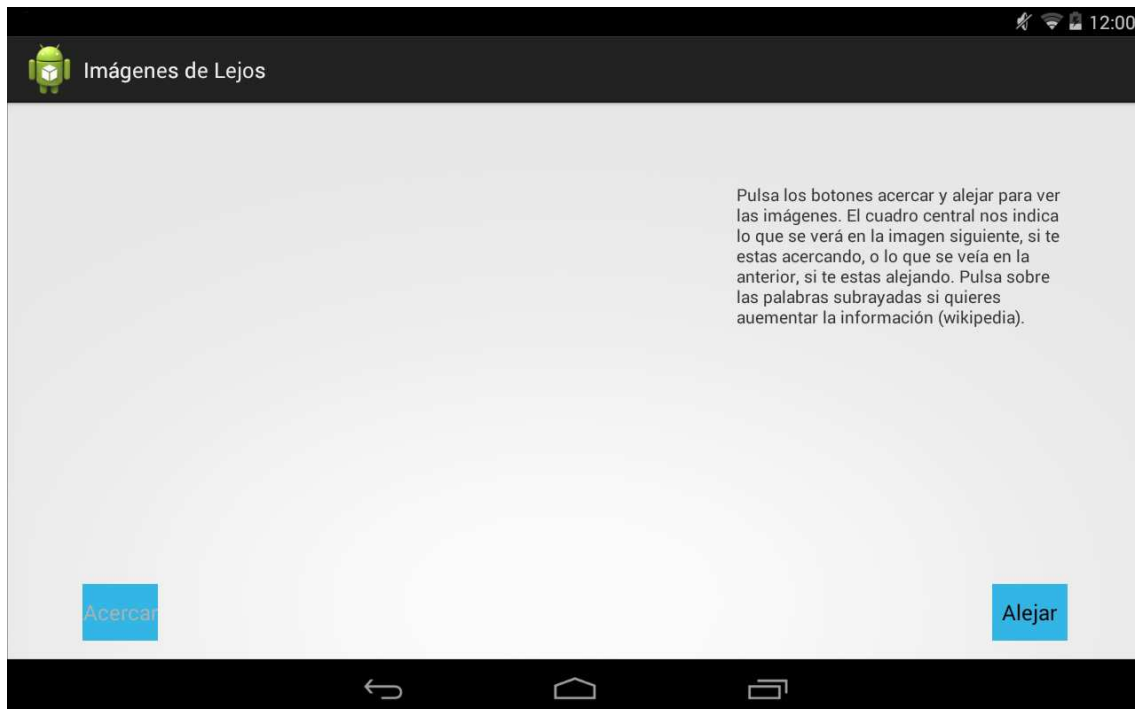 12:00
Imágenes de Lejos
Pulsa los botones acercar y alejar para ver
las imágenes. El cuadro central nos indica
lo que se verá en la imagen siguiente, si te
estas acercando, o lo que se veía en la
anterior, si te estas alejando. Pulsa sobre
las palabras subrayadas si quieres
auementar la información (wikipedia).
Acercar
Alejar